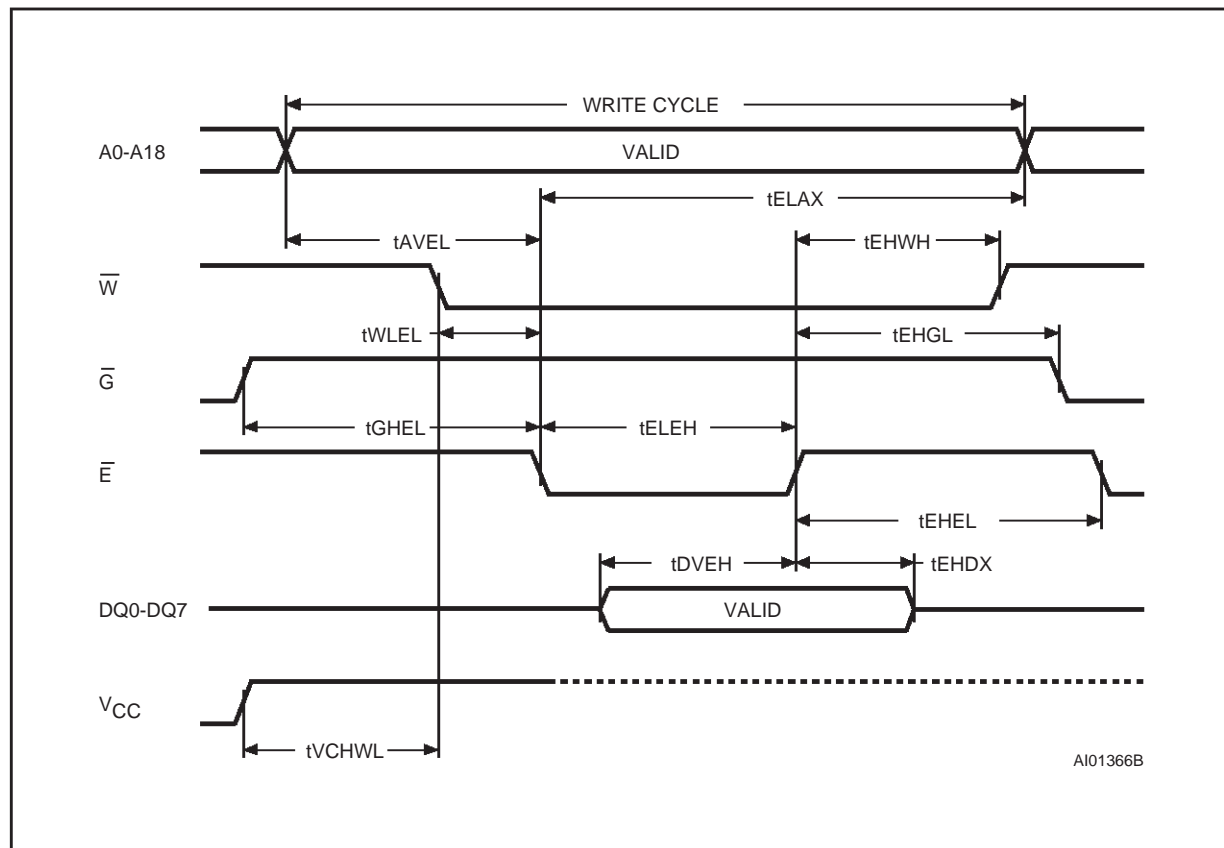 WRITE CYCLE
A0-A18
VALID
tELAX
tAVEL
tEHWH
W̅
tWLEL
tEHGL
G̅
tGHEL
tELEH
E̅
tEHEL
tDVEH
tEHDX
DQ0-DQ7
VALID
VCC
tVCHWL
AI01366B